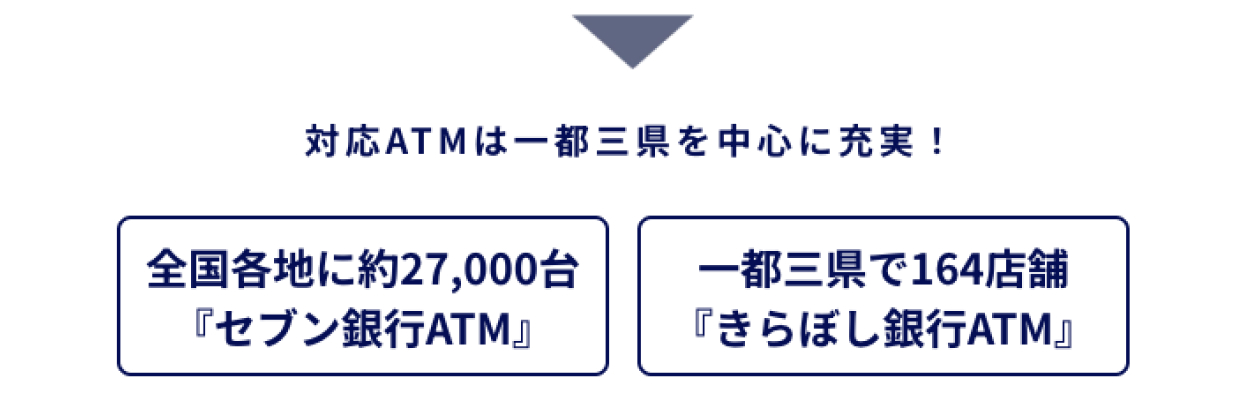 対応ATMは一都三県を中心に充実！
全国各地に約27,000台
『セブン銀行ATM』
一都三県で164店舗
『きらぼし銀行ATM』